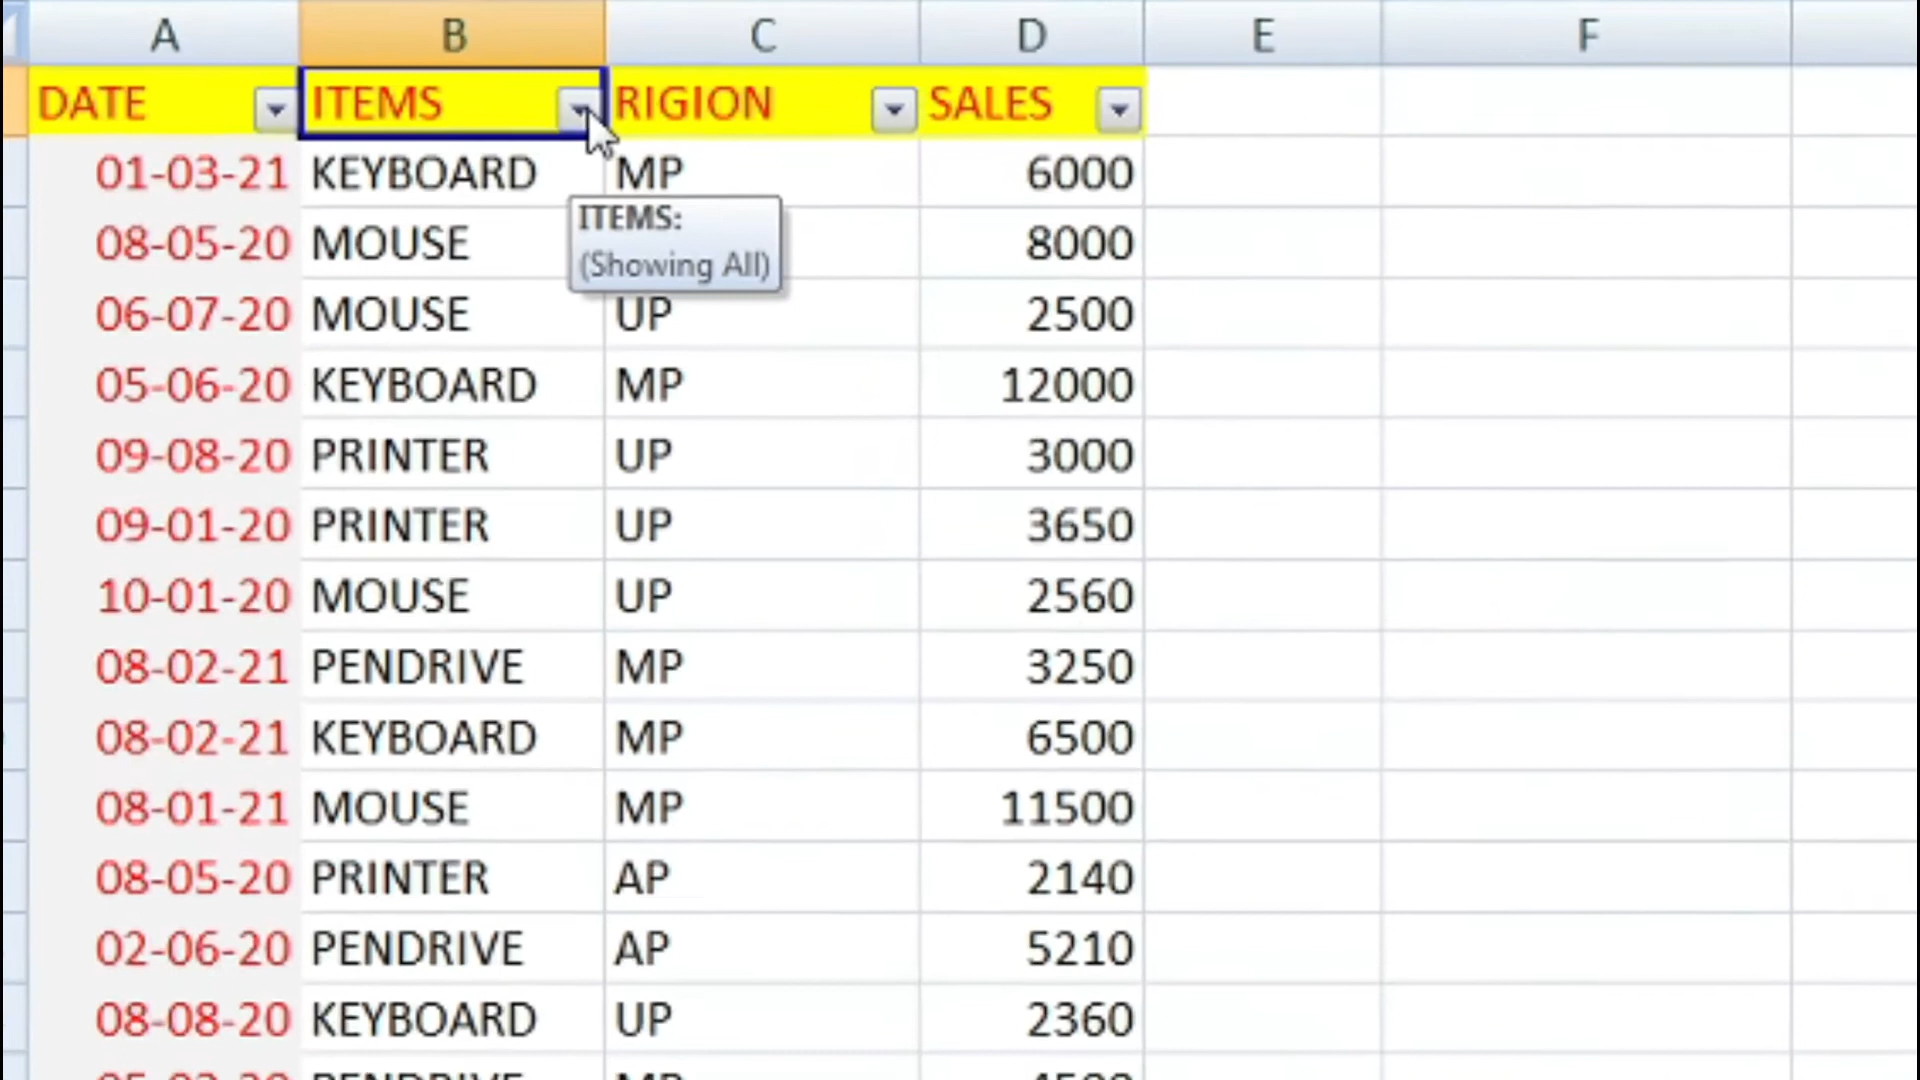 A B C D E F
DATE ITEMS RIGION SALES
01-03-21 KEYBOARD MP 6000
ITEMS:
08-05-20 MOUSE 8000
(Showing All)
06-07-20 MOUSE UP 2500
05-06-20 KEYBOARD MP 12000
09-08-20 PRINTER UP 3000
09-01-20 PRINTER UP 3650
10-01-20 MOUSE UP 2560
08-02-21 PENDRIVE MP 3250
08-02-21 KEYBOARD MP 6500
08-01-21 MOUSE MP 11500
08-05-20 PRINTER AP 2140
02-06-20 PENDRIVE AP 5210
08-08-20 KEYBOARD UP 2360
PENDRIVE MP